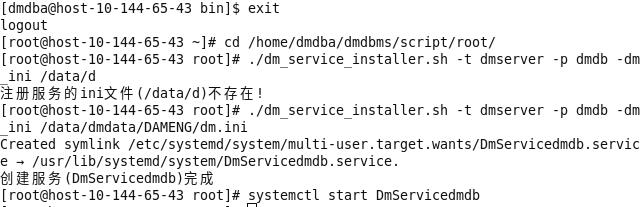 [dmdba@host-10-144-65-43 bin]$ exit
logout
[root@host-10-144-65-43 ~]# cd /home/dmdba/dmdbms/script/root/
[root@host-10-144-65-43 root]# ./dm_service_installer.sh -t dmserver -p dmdb -dm
_ini /data/d
注册服务的ini文件(/data/d)不存在!
[root@host-10-144-65-43 root]# ./dm_service_installer.sh -t dmserver -p dmdb -dm
_ini /data/dmdata/DAMENG/dm.ini
Created symlink /etc/systemd/system/multi-user.target.wants/DmServicedmdb.servic
e → /usr/lib/systemd/system/DmServicedmdb.service.
创建服务(DmServicedmdb)完成
[root@host-10-144-65-43 root]# systemctl start DmServicedmdb